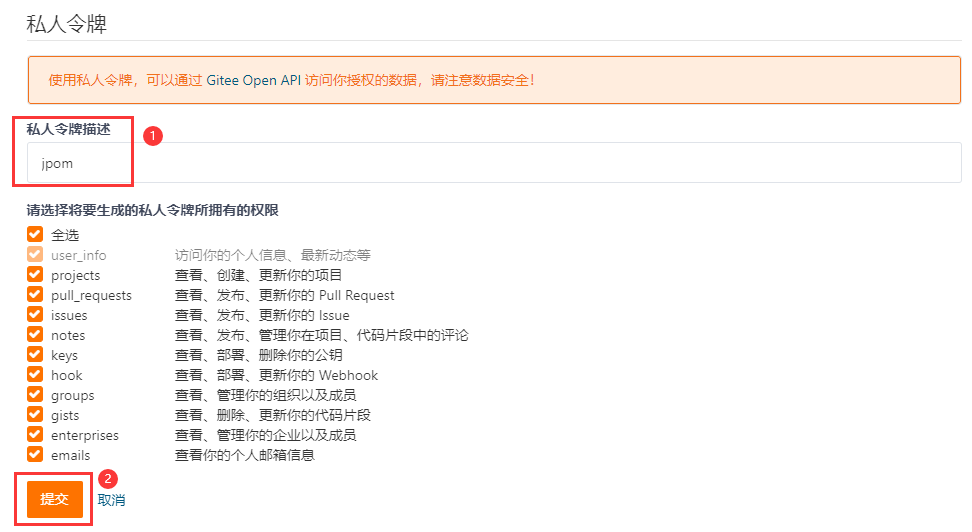 私人令牌
使用私人令牌，可以通过 Gitee Open API 访问你授权的数据，请注意数据安全！
私人令牌描述
1
jpom
请选择将要生成的私人令牌所拥有的权限
全选
user_info 访问你的个人信息、最新动态等
projects 查看、创建、更新你的项目
pull_requests 查看、发布、更新你的 Pull Request
issues 查看、发布、更新你的 Issue
notes 查看、发布、管理你在项目、代码片段中的评论
keys 查看、部署、删除你的公钥
hook 查看、部署、更新你的 Webhook
groups 查看、管理你的组织以及成员
gists 查看、删除、更新你的代码片段
enterprises 查看、管理你的企业以及成员
emails 查看你的个人邮箱信息
2
提交 取消